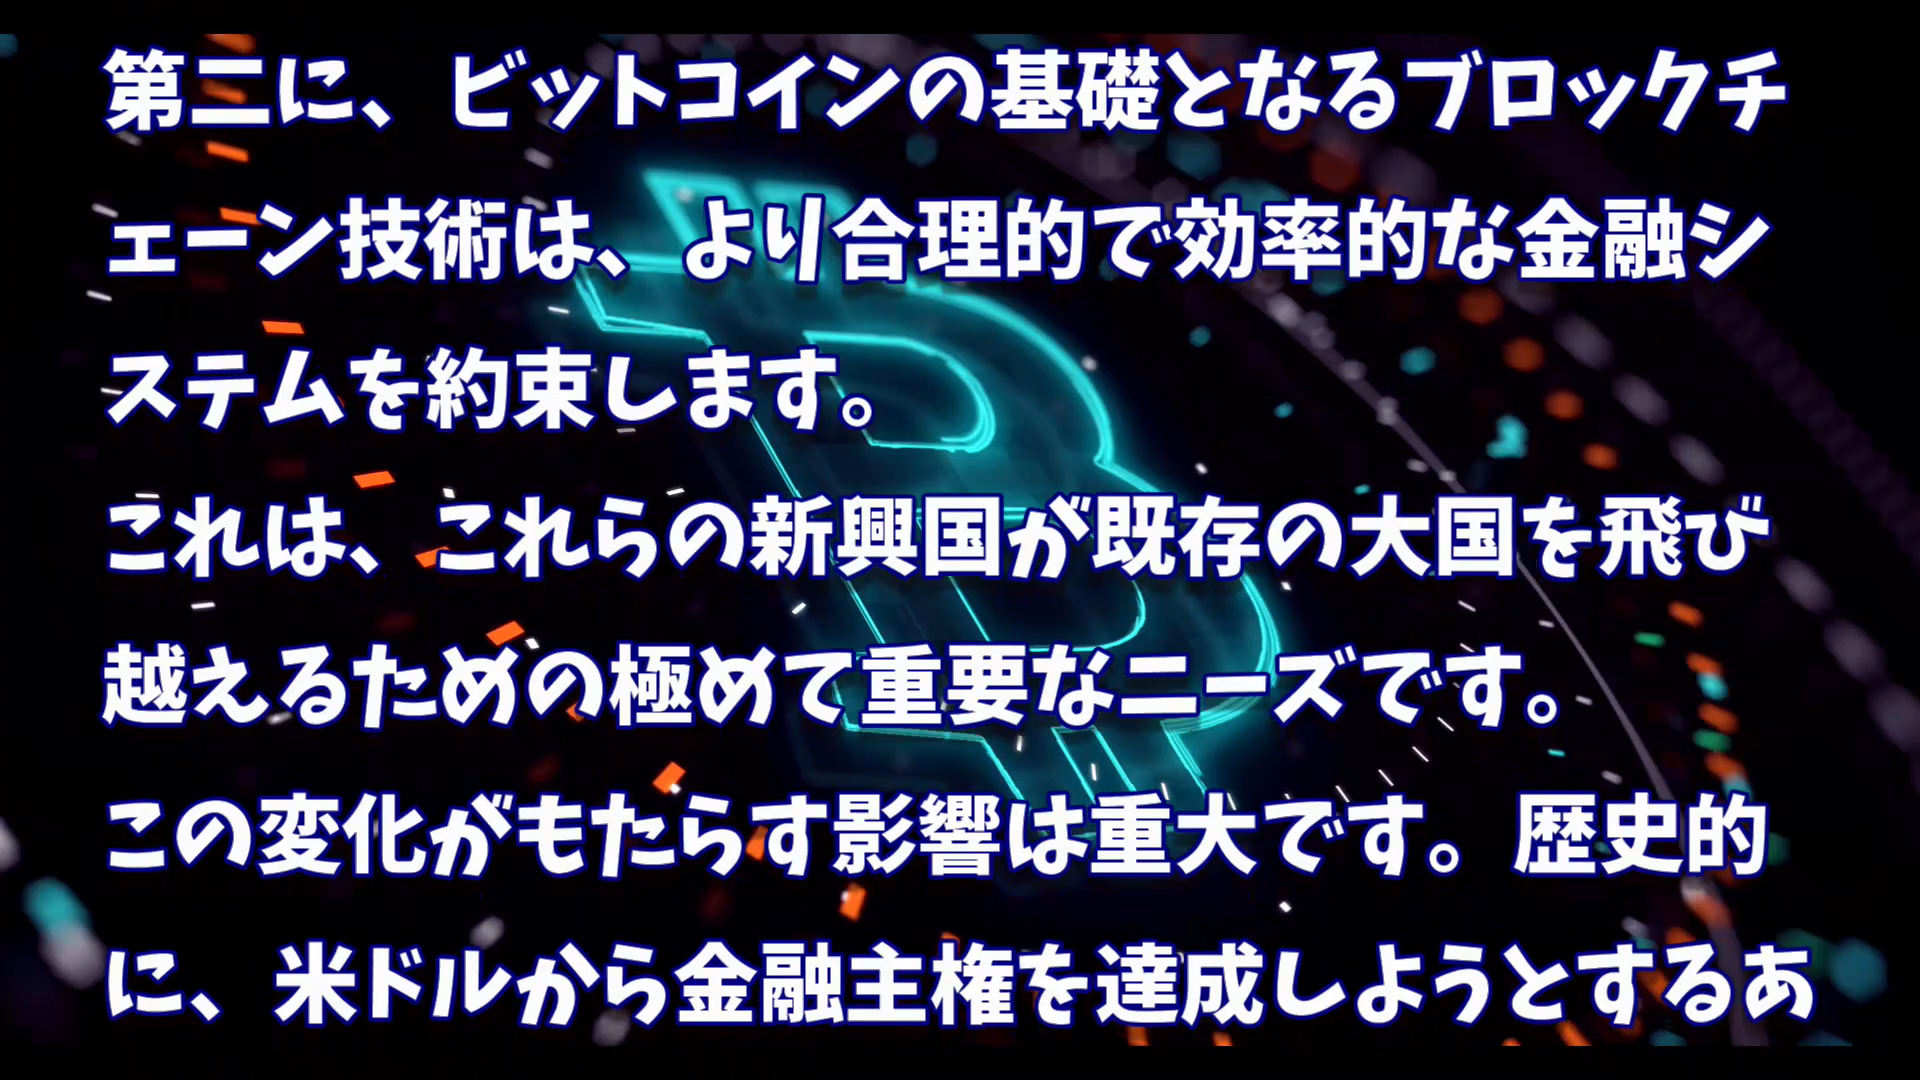 第二に、ビットコインの基礎となるブロックチ
ェーン技術は、より合理的で効率的な金融シ
ステムを約束します。
これは、これらの新興国が既存の大国を飛び
越えるための極めて重要なニーズです。
この変化がもたらす影響は重大です。歴史的
に、米ドルから金融主権を達成しようとするあ